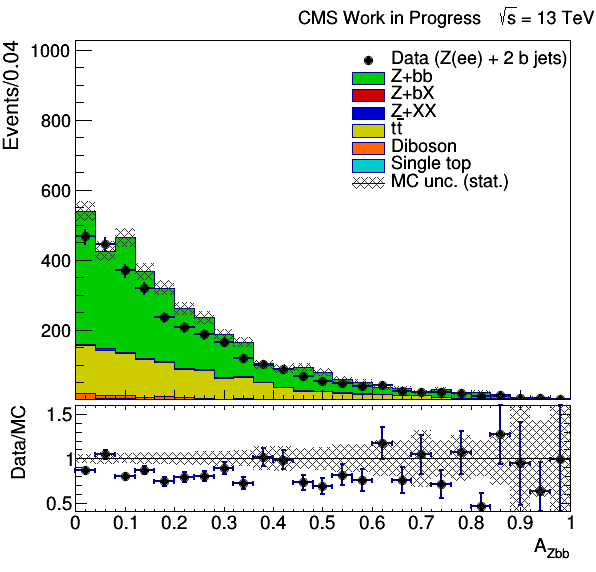 CMS Work in Progress √s = 13 TeV
Events/0.04
1000
800
600
400
200
Data (Z(ee) + 2 b jets)
Z+bb
Z+bX
Z+XX
tt̅
Diboson
Single top
MC unc. (stat.)
Data/MC
1.5
1
0.5
0 0.1 0.2 0.3 0.4 0.5 0.6 0.7 0.8 0.9 1
A_Zbb